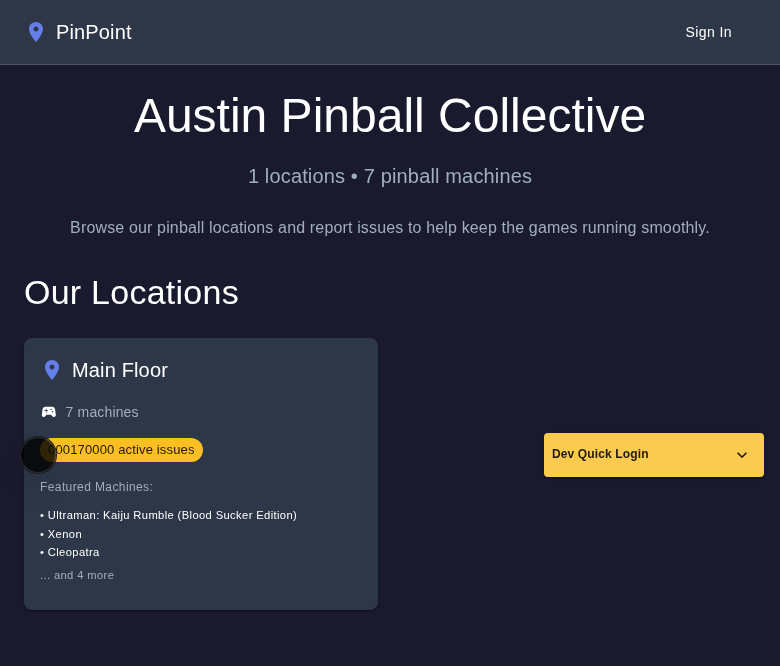 PinPoint
Sign In
Austin Pinball Collective
1 locations • 7 pinball machines
Browse our pinball locations and report issues to help keep the games running smoothly.
Our Locations
Main Floor
7 machines
000170000 active issues
Dev Quick Login
Featured Machines:
• Ultraman: Kaiju Rumble (Blood Sucker Edition)
• Xenon
• Cleopatra
... and 4 more